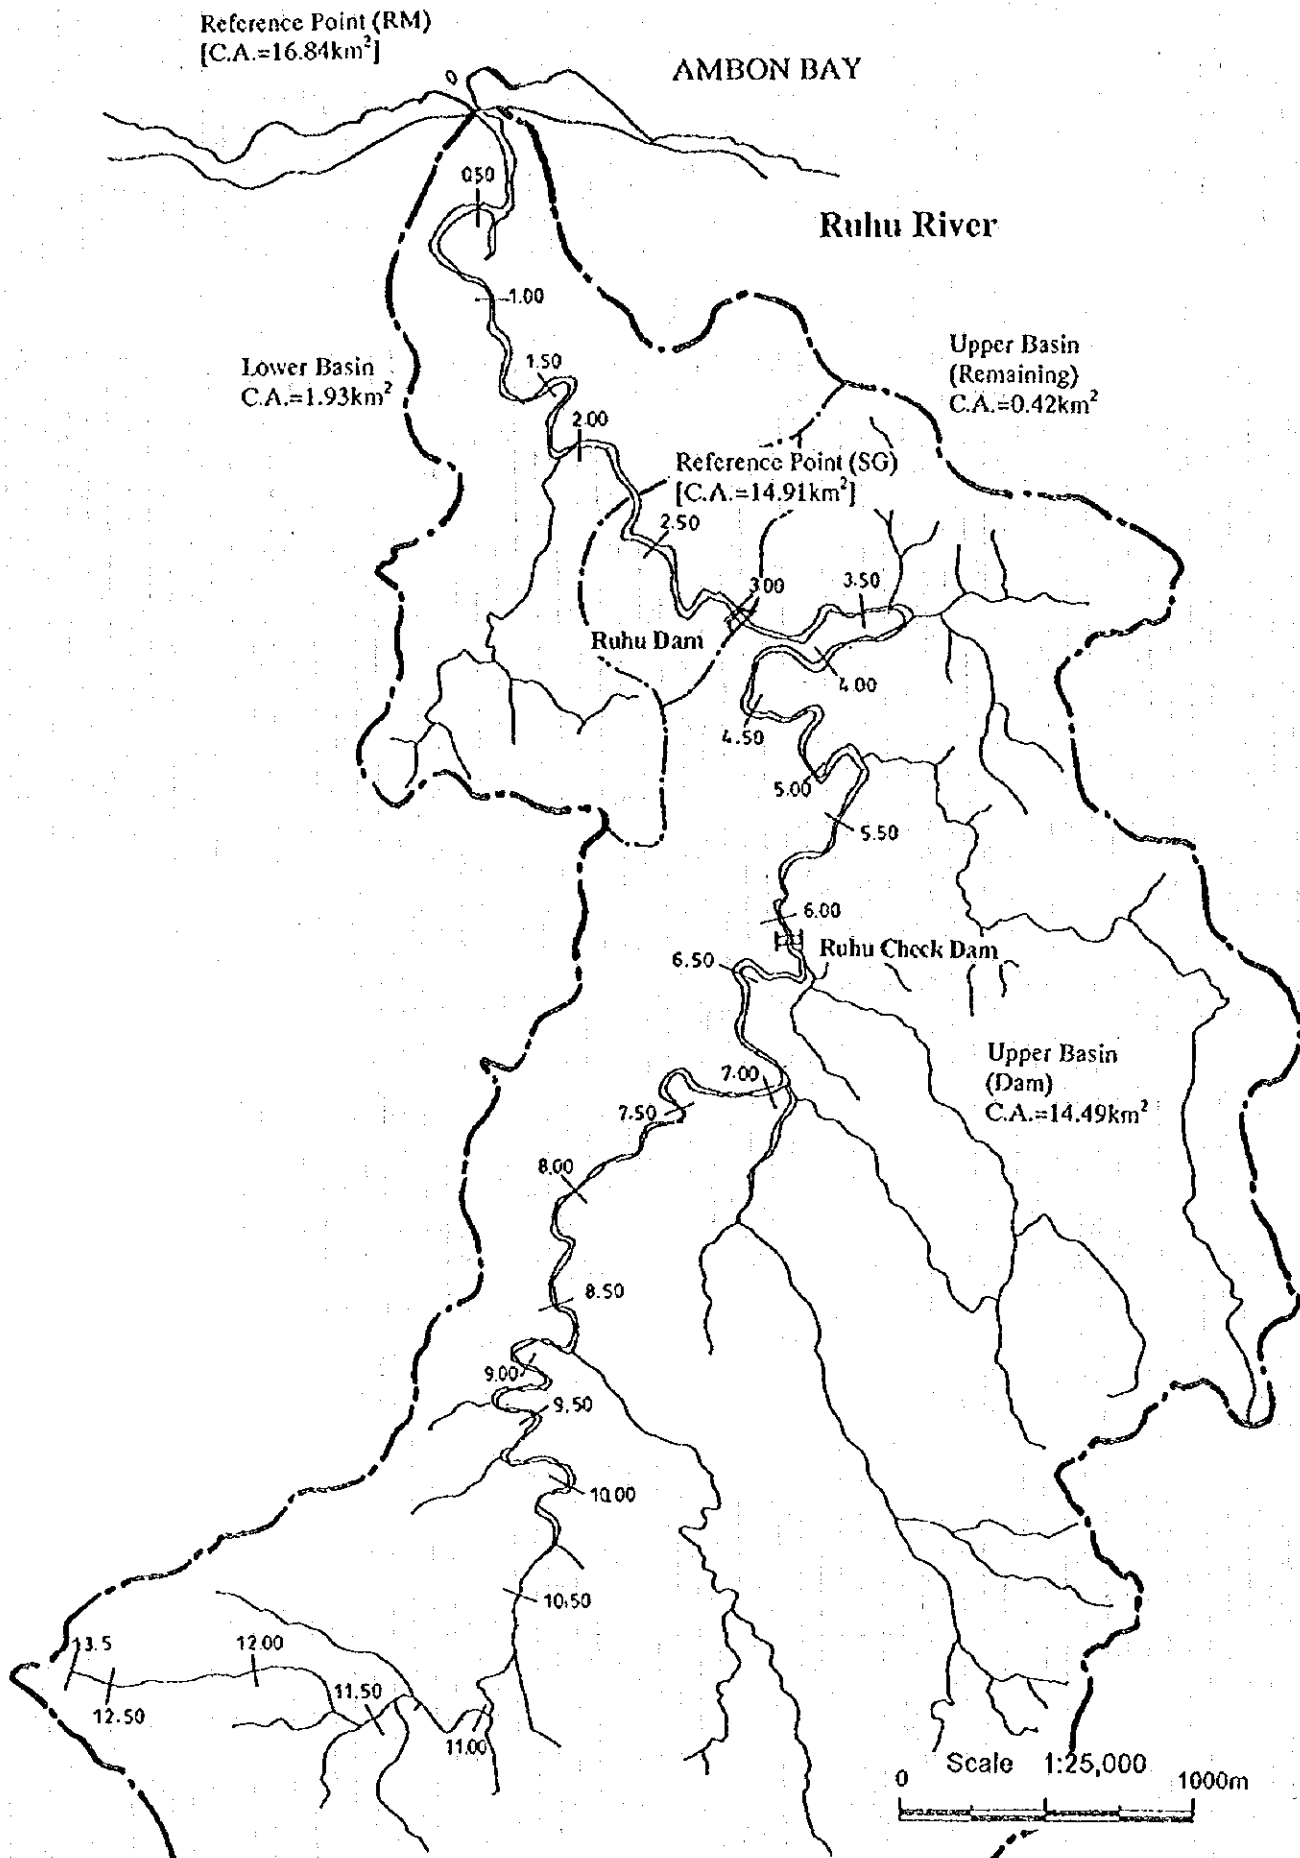 Reference Point (RM)
[C.A.=16.84km²]
AMBON BAY
0
0.50
Ruhu River
1.00
Lower Basin
C.A.=1.93km²
1.50
Upper Basin
(Remaining)
C.A.=0.42km²
2.00
Reference Point (SG)
[C.A.=14.91km²]
2.50
3.00
3.50
Ruhu Dam
4.00
4.50
5.00
5.50
6.00
Ruhu Check Dam
6.50
Upper Basin
(Dam)
C.A.=14.49km²
7.00
7.50
8.00
8.50
9.00
9.50
10.00
10.50
13.5
12.00
11.50
12.50
11.00
Scale 1:25,000
0 1000m